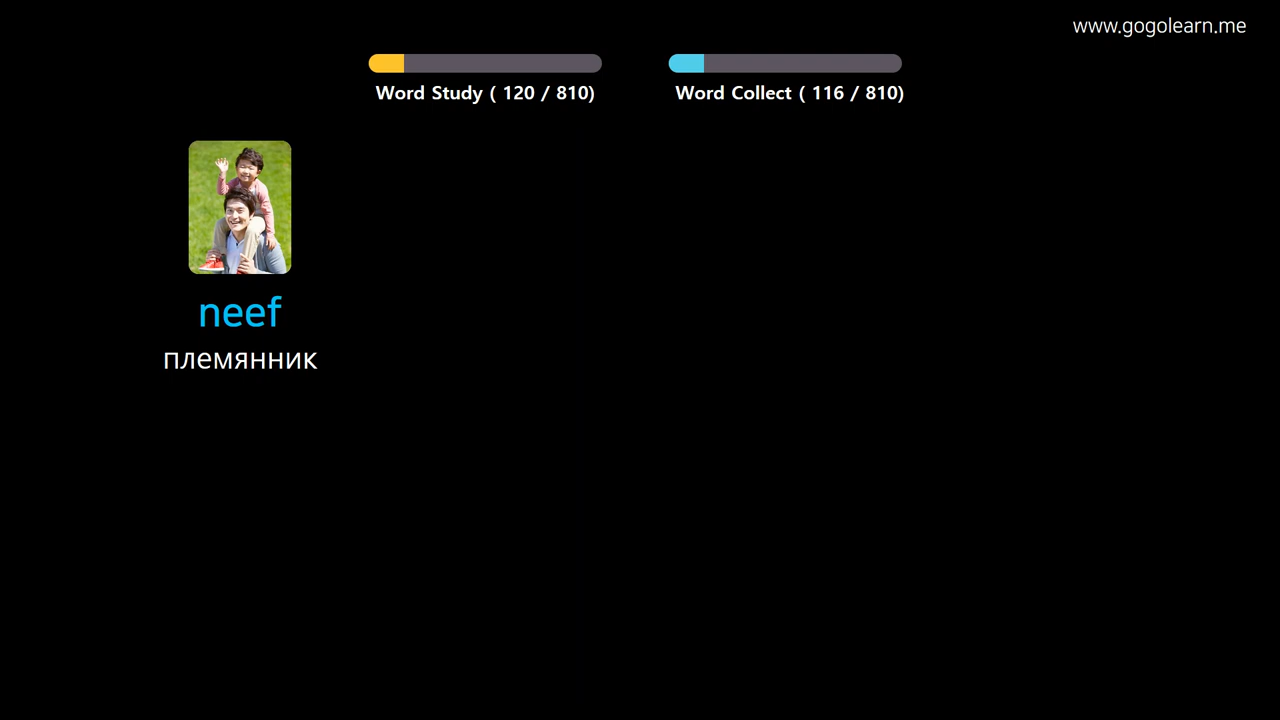 www.gogolearn.me
Word Study ( 120 / 810)
Word Collect ( 116 / 810)
neef
племянник